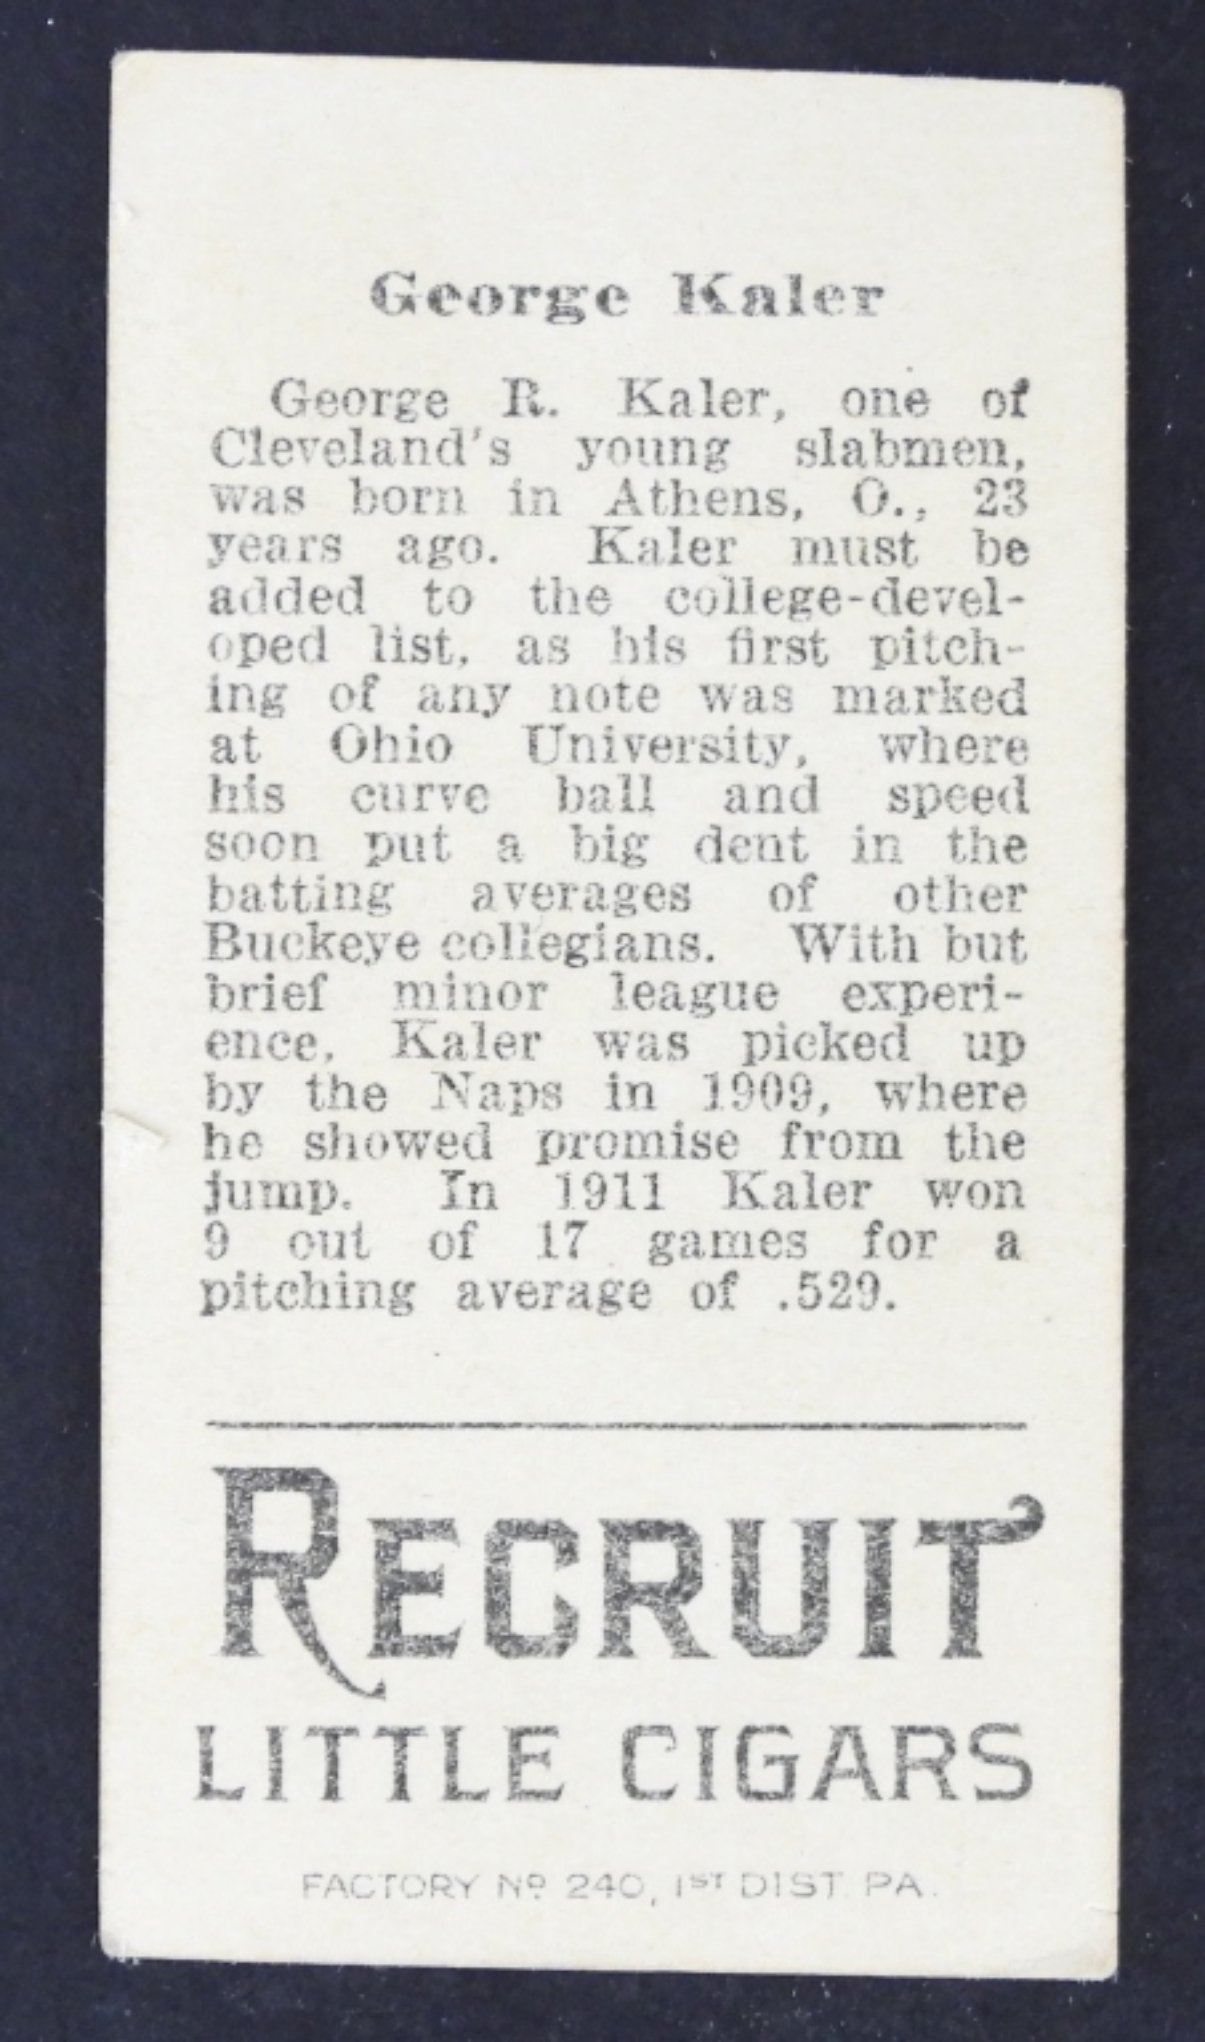 George Kaler
George R. Kaler, one of
Cleveland's young slabmen,
was born in Athens, O., 23
years ago. Kaler must be
added to the college-devel-
oped list, as his first pitch-
ing of any note was marked
at Ohio University, where
his curve ball and speed
soon put a big dent in the
batting averages of other
Buckeye collegians. With but
brief minor league experi-
ence, Kaler was picked up
by the Naps in 1909, where
he showed promise from the
jump. In 1911 Kaler won
9 out of 17 games for a
pitching average of .529.
RECRUIT
LITTLE CIGARS
FACTORY Nº 240, 1ST DIST. PA.